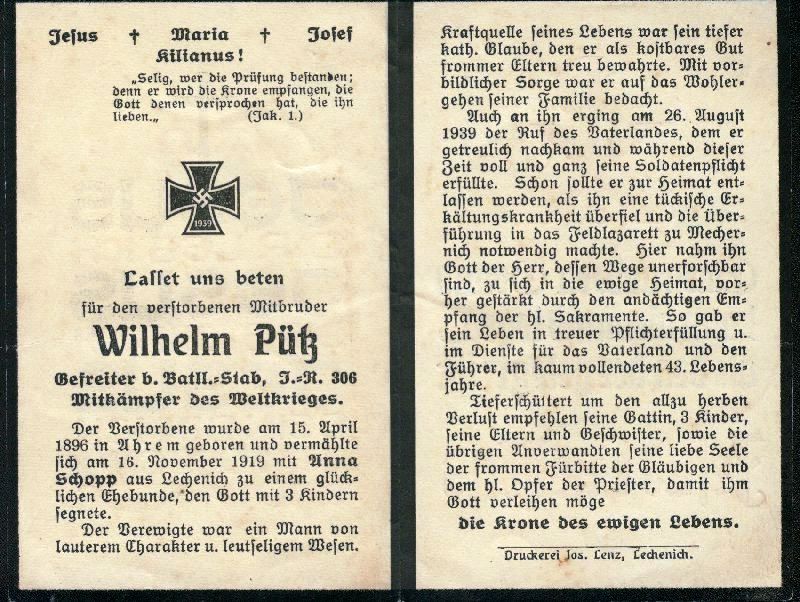 Jesus † Maria † Josef
Kilianus!
„Selig, wer die Prüfung bestanden;
denn er wird die Krone empfangen, die
Gott denen versprochen hat, die ihn
lieben.„ (Jak. 1.)
1939
Lasset uns beten
für den verstorbenen Mitbruder
Wilhelm Pütz
Gefreiter b. Batll.-Stab, J.-R. 306
Mitkämpfer des Weltkrieges.
Der Verstorbene wurde am 15. April
1896 in Ahrem geboren und vermählte
sich am 16. November 1919 mit Anna
Schopp aus Lechenich zu einem glück-
lichen Ehebunde, den Gott mit 3 Kindern
segnete.
Der Verewigte war ein Mann von
lauterem Charakter u. leutseligem Wesen.
Kraftquelle seines Lebens war sein tiefer
kath. Glaube, den er als kostbares Gut
frommer Eltern treu bewahrte. Mit vor-
bildlicher Sorge war er auf das Wohler-
gehen seiner Familie bedacht.
Auch an ihn erging am 26. August
1939 der Ruf des Vaterlandes, dem er
getreulich nachkam und während dieser
Zeit voll und ganz seine Soldatenpflicht
erfüllte. Schon sollte er zur Heimat ent-
lassen werden, als ihn eine tückische Er-
kältungskrankheit überfiel und die Über-
führung in das Feldlazarett zu Mecher-
nich notwendig machte. Hier nahm ihn
Gott der Herr, dessen Wege unerforschbar
sind, zu sich in die ewige Heimat, vor-
her gestärkt durch den andächtigen Em-
pfang der hl. Sakramente. So gab er
sein Leben in treuer Pflichterfüllung u.
im Dienste für das Vaterland und den
Führer, im kaum vollendeten 43. Lebens-
jahre.
Tieferschüttert um den allzu herben
Verlust empfehlen seine Gattin, 3 Kinder,
seine Eltern und Geschwister, sowie die
übrigen Anverwandten seine liebe Seele
der frommen Fürbitte der Gläubigen und
dem hl. Opfer der Priester, damit ihm
Gott verleihen möge
die Krone des ewigen Lebens.
Druckerei Jos. Lenz, Lechenich.